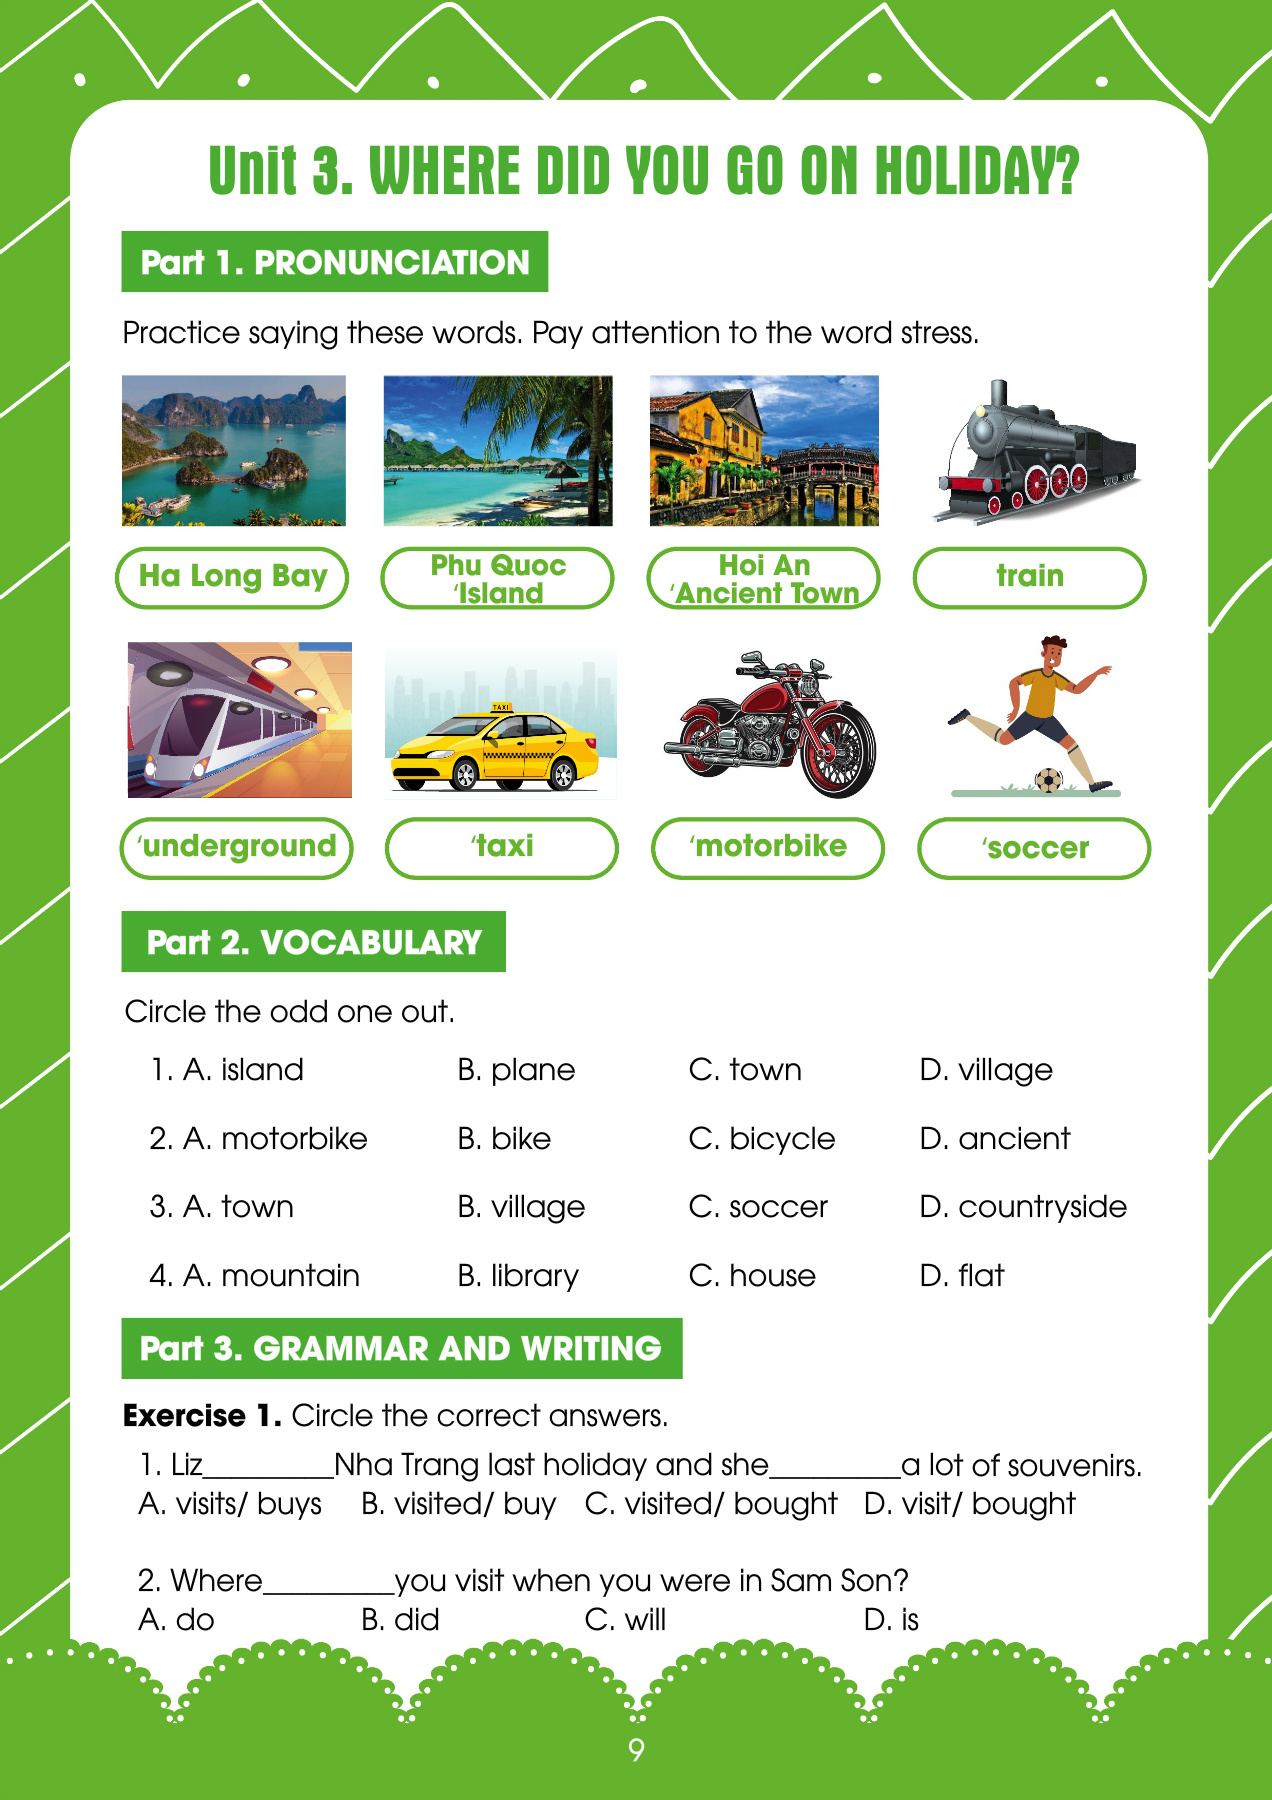 Unit 3. WHERE DID YOU GO ON HOLIDAY?
Part 1. PRONUNCIATION
Practice saying these words. Pay attention to the word stress.
Ha Long Bay
Phu Quoc
‘Island
Hoi An
‘Ancient Town
train
TAXI
‘underground
‘taxi
‘motorbike
‘soccer
Part 2. VOCABULARY
Circle the odd one out.
1. A. island B. plane C. town D. village
2. A. motorbike B. bike C. bicycle D. ancient
3. A. town B. village C. soccer D. countryside
4. A. mountain B. library C. house D. flat
Part 3. GRAMMAR AND WRITING
Exercise 1. Circle the correct answers.
1. Liz________Nha Trang last holiday and she________a lot of souvenirs.
A. visits/ buys B. visited/ buy C. visited/ bought D. visit/ bought
2. Where________you visit when you were in Sam Son?
A. do B. did C. will D. is
9